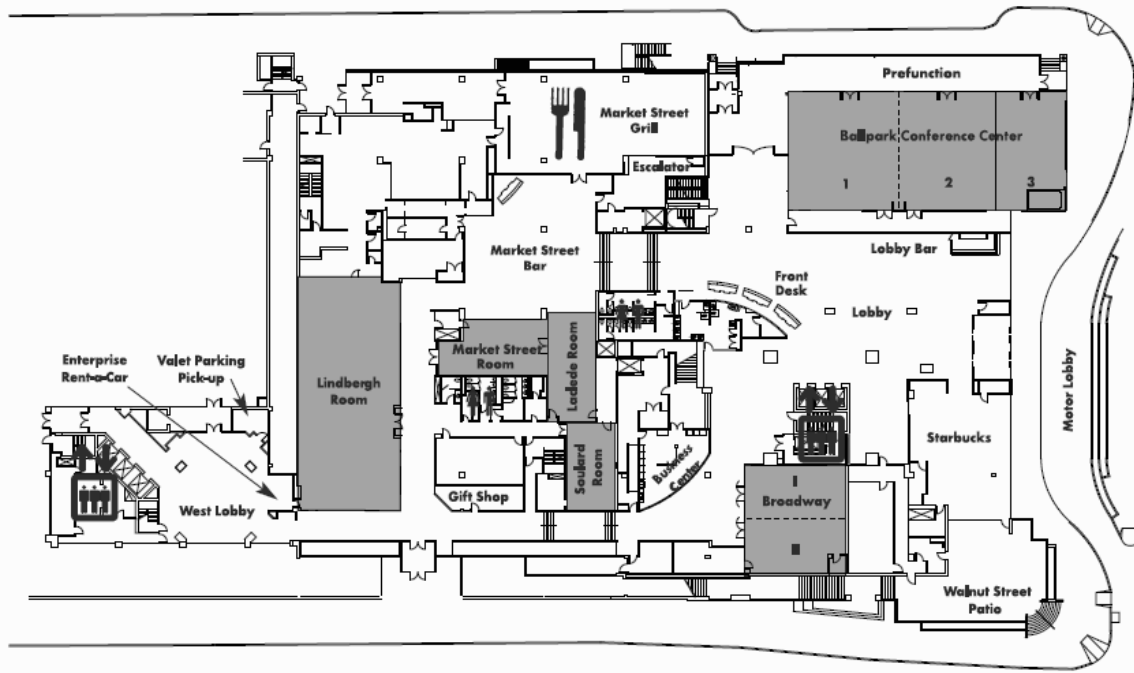 Prefunction
Market Street
Grill
Ballpark Conference Center
1
2
3
Escalator
Market Street
Bar
Lobby Bar
Front
Desk
Lobby
Enterprise
Rent-a-Car
Valet Parking
Pick-up
Lindbergh
Room
Market Street
Room
Laclede Room
Motor Lobby
Starbucks
Business
Center
Soulard
Room
Gift Shop
West Lobby
I
Broadway
II
Walnut Street
Patio